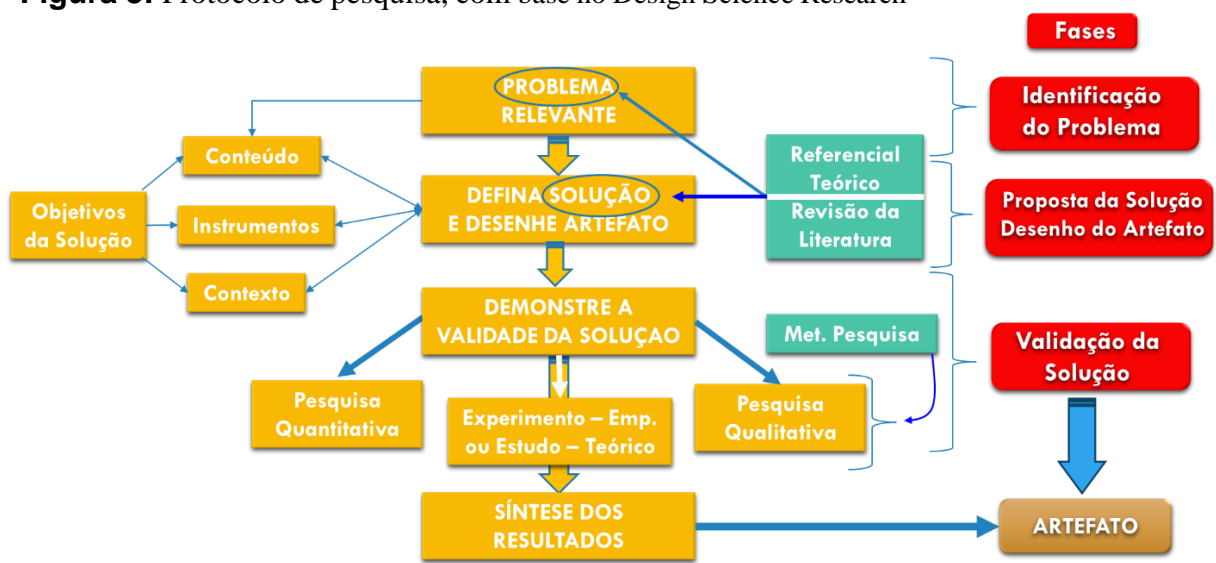 Figura 3. Protocolo de pesquisa, com base no Design Science Research
Fases
PROBLEMA
RELEVANTE
Identificação
do Problema
Conteúdo
Referencial
Teórico
Revisão da
Literatura
Objetivos
da Solução
Instrumentos
DEFINA SOLUÇÃO
E DESENHE ARTEFATO
Proposta da Solução
Desenho do Artefato
Contexto
DEMONSTRE A
VALIDADE DA SOLUÇAO
Met. Pesquisa
Validação da
Solução
Pesquisa
Quantitativa
Experimento – Emp.
ou Estudo – Teórico
Pesquisa
Qualitativa
SÍNTESE DOS
RESULTADOS
ARTEFATO